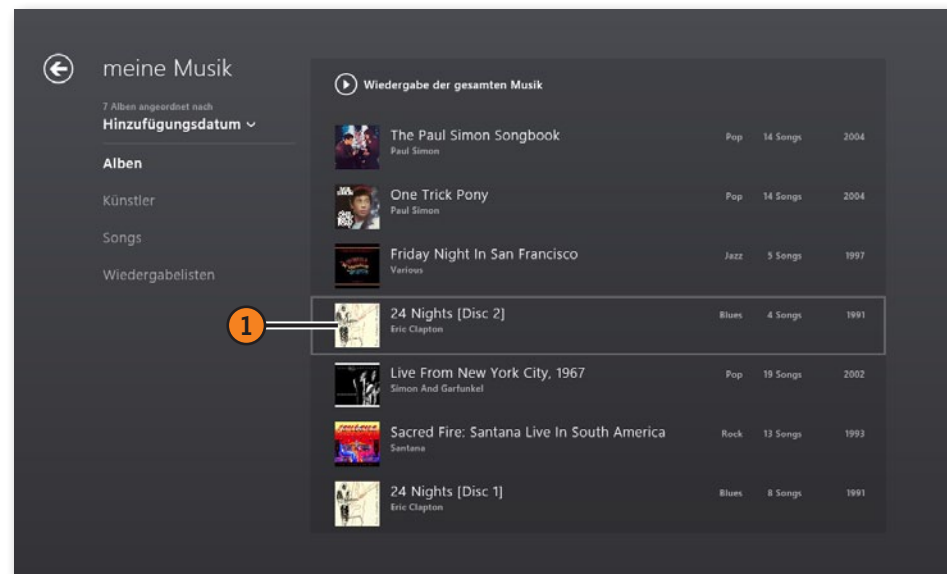 meine Musik
7 Alben angeordnet nach
Hinzufügungsdatum
Alben
Künstler
Songs
Wiedergabelisten
Wiedergabe der gesamten Musik
The Paul Simon Songbook Pop 14 Songs 2004
Paul Simon
One Trick Pony Pop 14 Songs 2004
Paul Simon
Friday Night In San Francisco Jazz 5 Songs 1997
Various
1
24 Nights [Disc 2] Blues 4 Songs 1991
Eric Clapton
Live From New York City, 1967 Pop 19 Songs 2002
Simon And Garfunkel
Sacred Fire: Santana Live In South America Rock 13 Songs 1993
Santana
24 Nights [Disc 1] Blues 8 Songs 1991
Eric Clapton